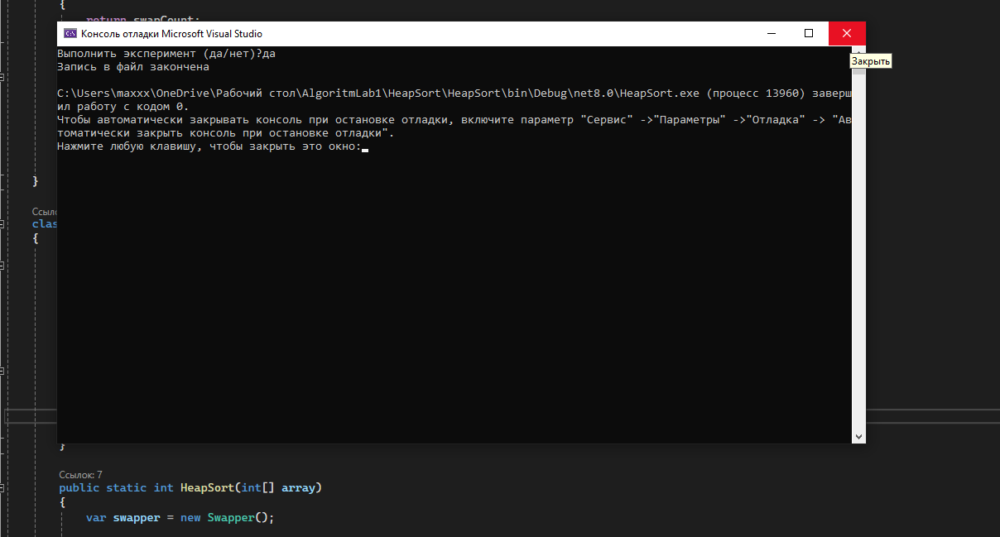 {
return swapCount;
Консоль отладки Microsoft Visual Studio
Закрыть
Выполнить эксперимент (да/нет)?да
Запись в файл закончена
C:\Users\maxxx\OneDrive\Рабочий стол\AlgoritmLab1\HeapSort\HeapSort\bin\Debug\net8.0\HeapSort.exe (процесс 13960) заверш
ил работу с кодом 0.
Чтобы автоматически закрывать консоль при остановке отладки, включите параметр "Сервис" ->"Параметры" ->"Отладка" -> "Ав
томатически закрыть консоль при остановке отладки".
Нажмите любую клавишу, чтобы закрыть это окно:
}
{
}
Ссылок: 7
public static int HeapSort(int[] array)
{
var swapper = new Swapper();